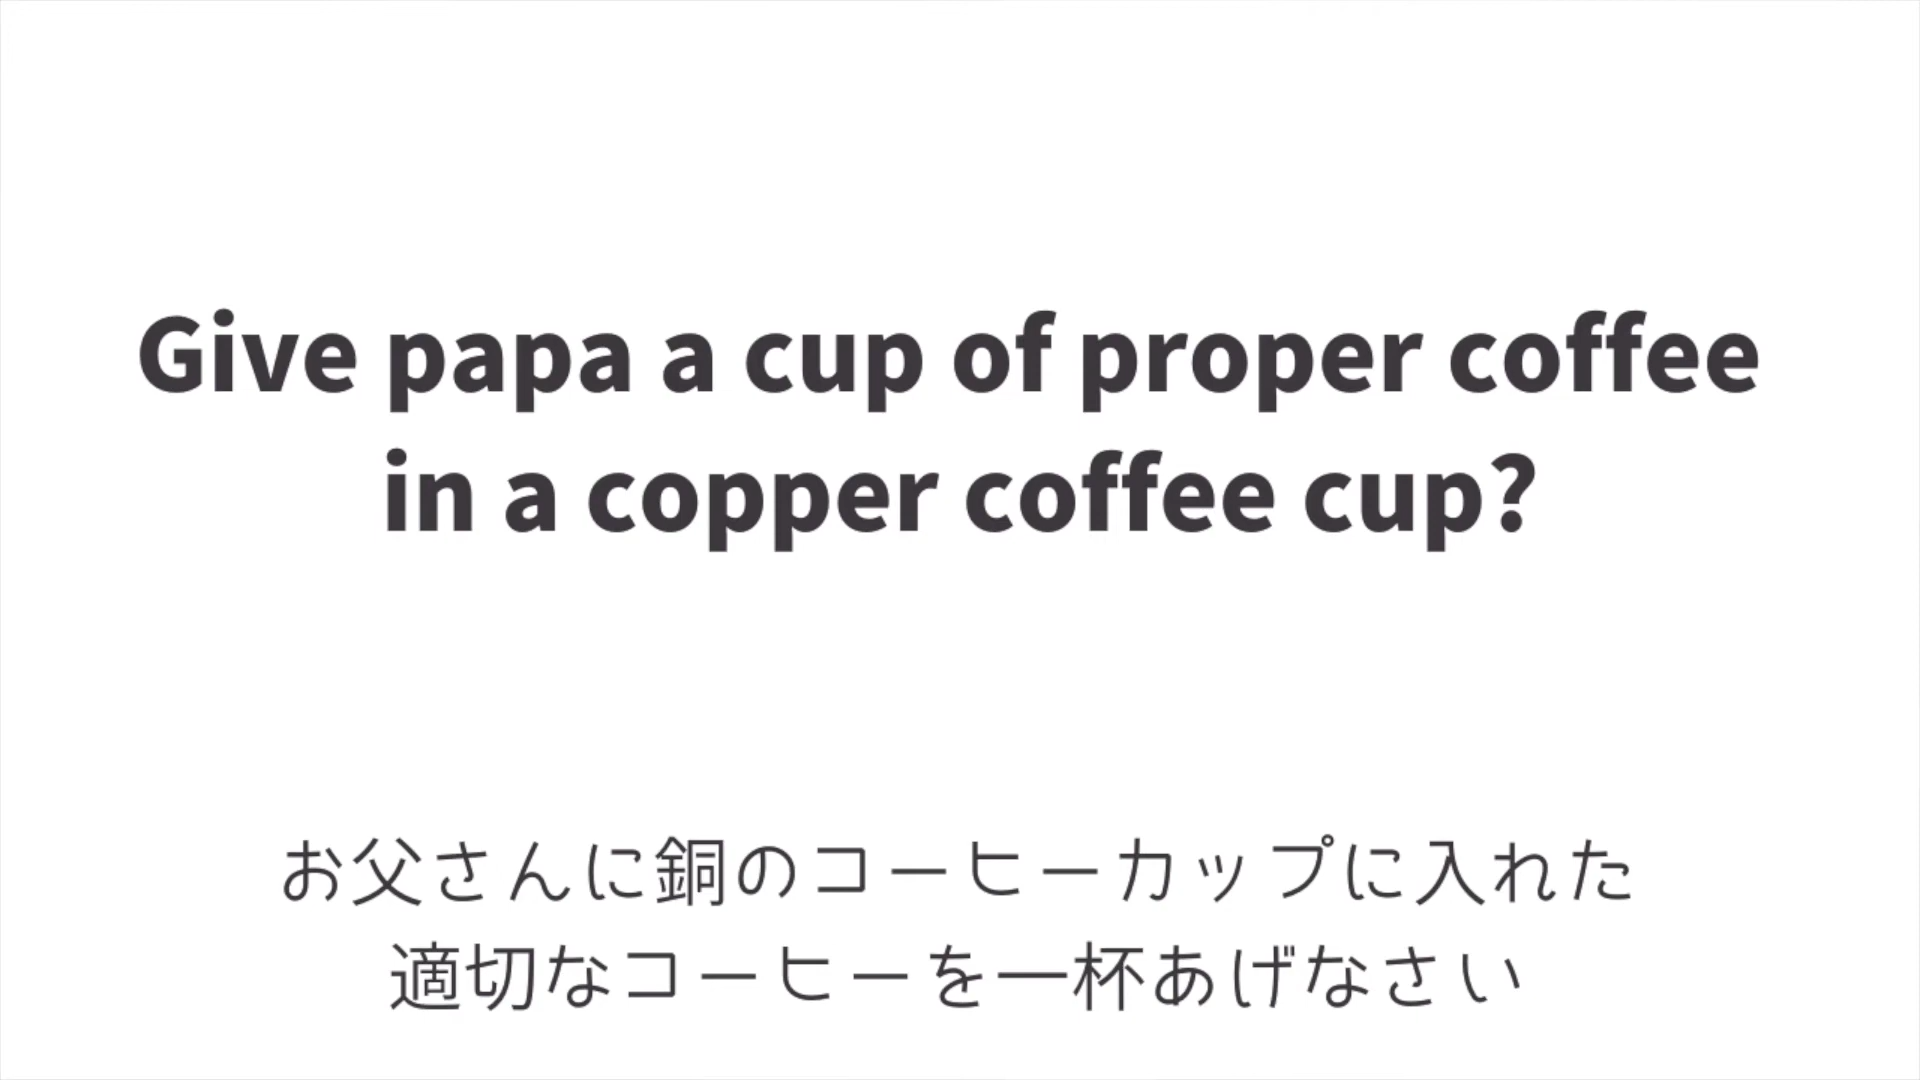 Give papa a cup of proper coffee
in a copper coffee cup?
お父さんに銅のコーヒーカップに入れた
適切なコーヒーを一杯あげなさい